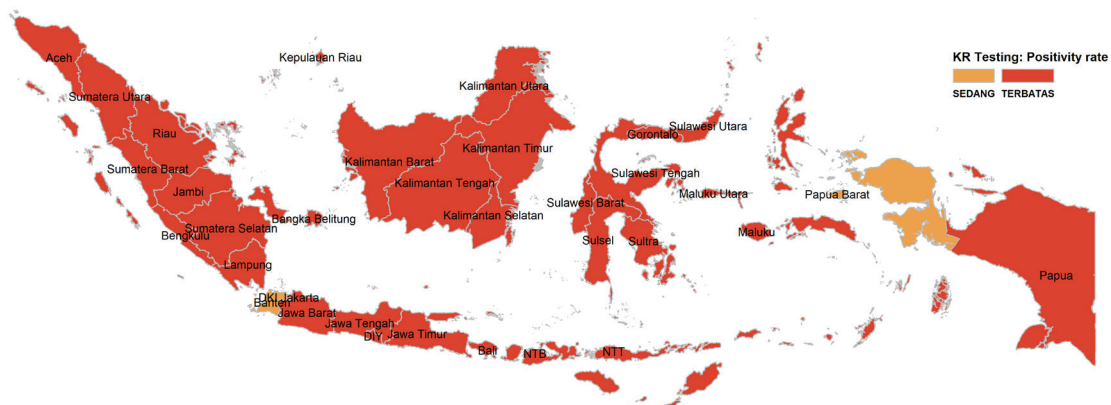 Aceh
Kepulauan Riau
KR Testing: Positivity rate
SEDANG TERBATAS
Sumatera Utara
Kalimantan Utara
Riau
Gorontalo
Sulawesi Utara
Kalimantan Timur
Kalimantan Barat
Sumatera Barat
Sulawesi Tengah
Jambi
Kalimantan Tengah
Maluku Utara
Papua Barat
Sulawesi Barat
Bangka Belitung
Kalimantan Selatan
Sumatera Selatan
Bengkulu
Sulsel
Sultra
Maluku
Lampung
Papua
DKI Jakarta
Banten
Jawa Barat
Jawa Tengah
DIY
Jawa Timur
Bali
NTB
NTT